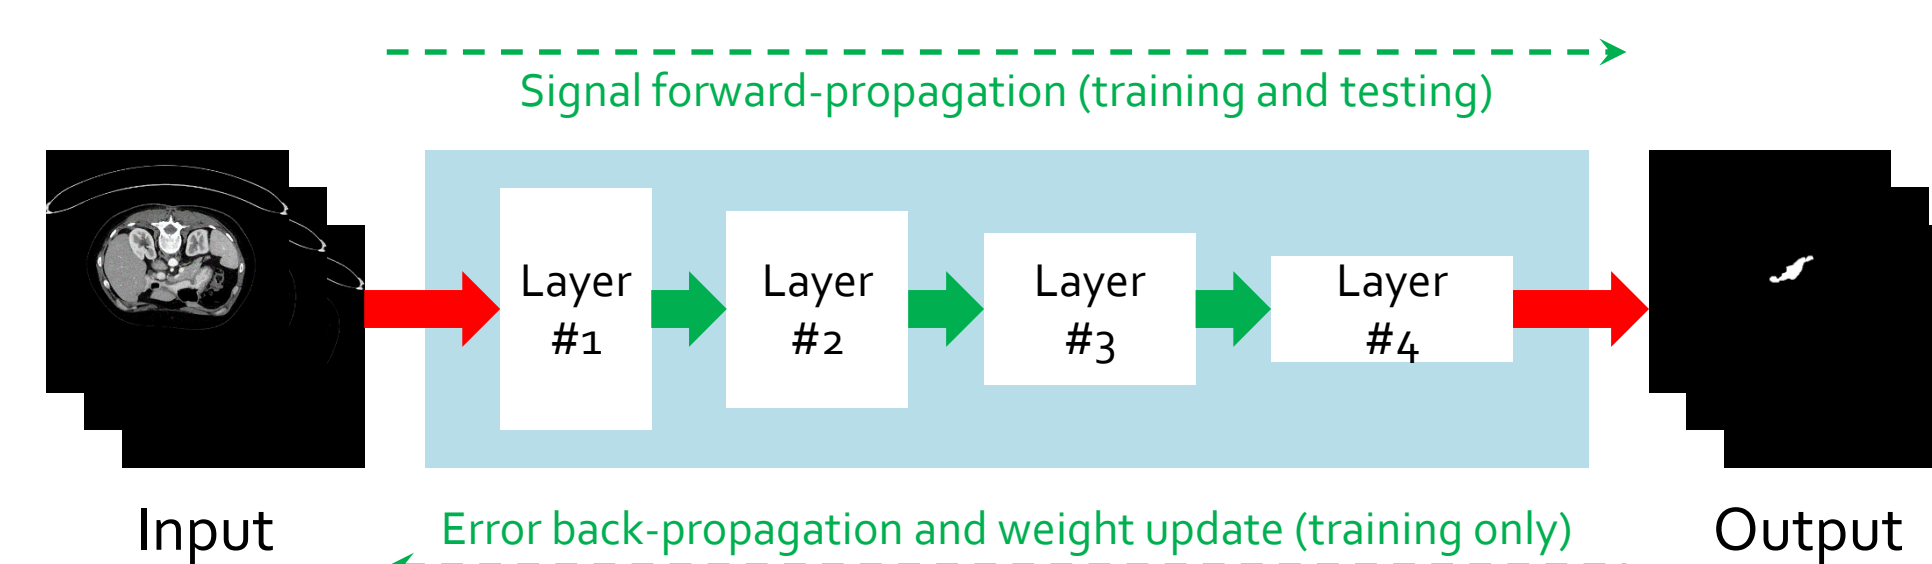 Signal forward-propagation (training and testing)
Layer
#1
Layer
#2
Layer
#3
Layer
#4
Input
Error back-propagation and weight update (training only)
Output